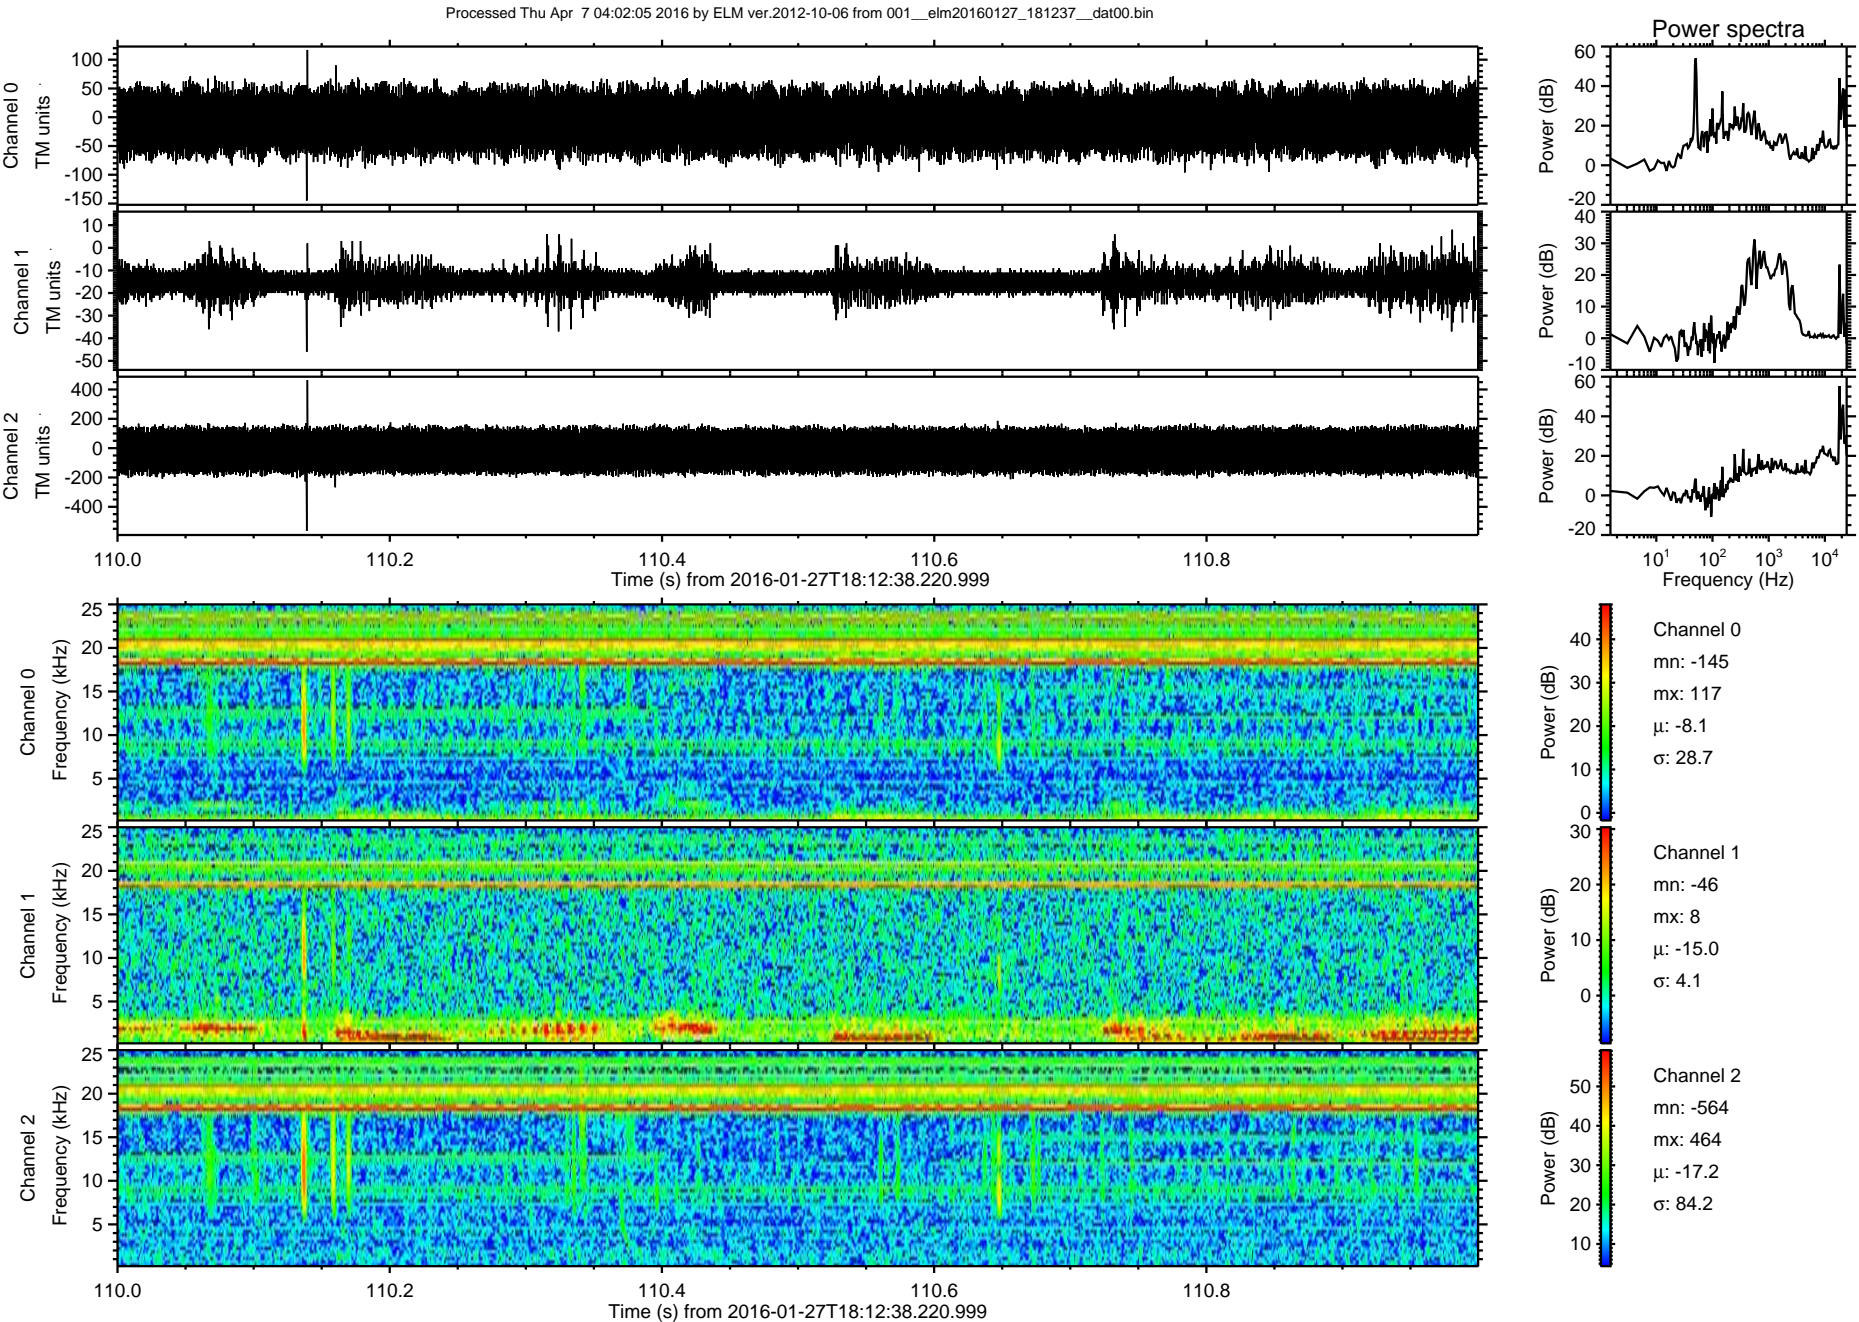 Processed Thu Apr  7 04:02:05 2016 by ELM ver.2012-10-06 from 001__elm20160127_181237__dat00.bin
Power spectra
Channel 0
TM units
100
50
0
-50
-100
-150
Power (dB)
60
40
20
0
-20
Channel 1
TM units
10
0
-10
-20
-30
-40
-50
Power (dB)
40
30
20
10
0
-10
Channel 2
TM units
400
200
0
-200
-400
Power (dB)
60
40
20
0
-20
110.0 110.2 110.4 110.6 110.8
Time (s) from 2016-01-27T18:12:38.220.999
10^1 10^2 10^3 10^4
Frequency (Hz)
Channel 0
Frequency (kHz)
25
20
15
10
5
Power (dB)
40
30
20
10
0
Channel 0
mn: -145
mx: 117
μ: -8.1
σ: 28.7
Channel 1
Frequency (kHz)
25
20
15
10
5
Power (dB)
30
20
10
0
Channel 1
mn: -46
mx: 8
μ: -15.0
σ: 4.1
Channel 2
Frequency (kHz)
25
20
15
10
5
Power (dB)
50
40
30
20
10
Channel 2
mn: -564
mx: 464
μ: -17.2
σ: 84.2
110.0 110.2 110.4 110.6 110.8
Time (s) from 2016-01-27T18:12:38.220.999